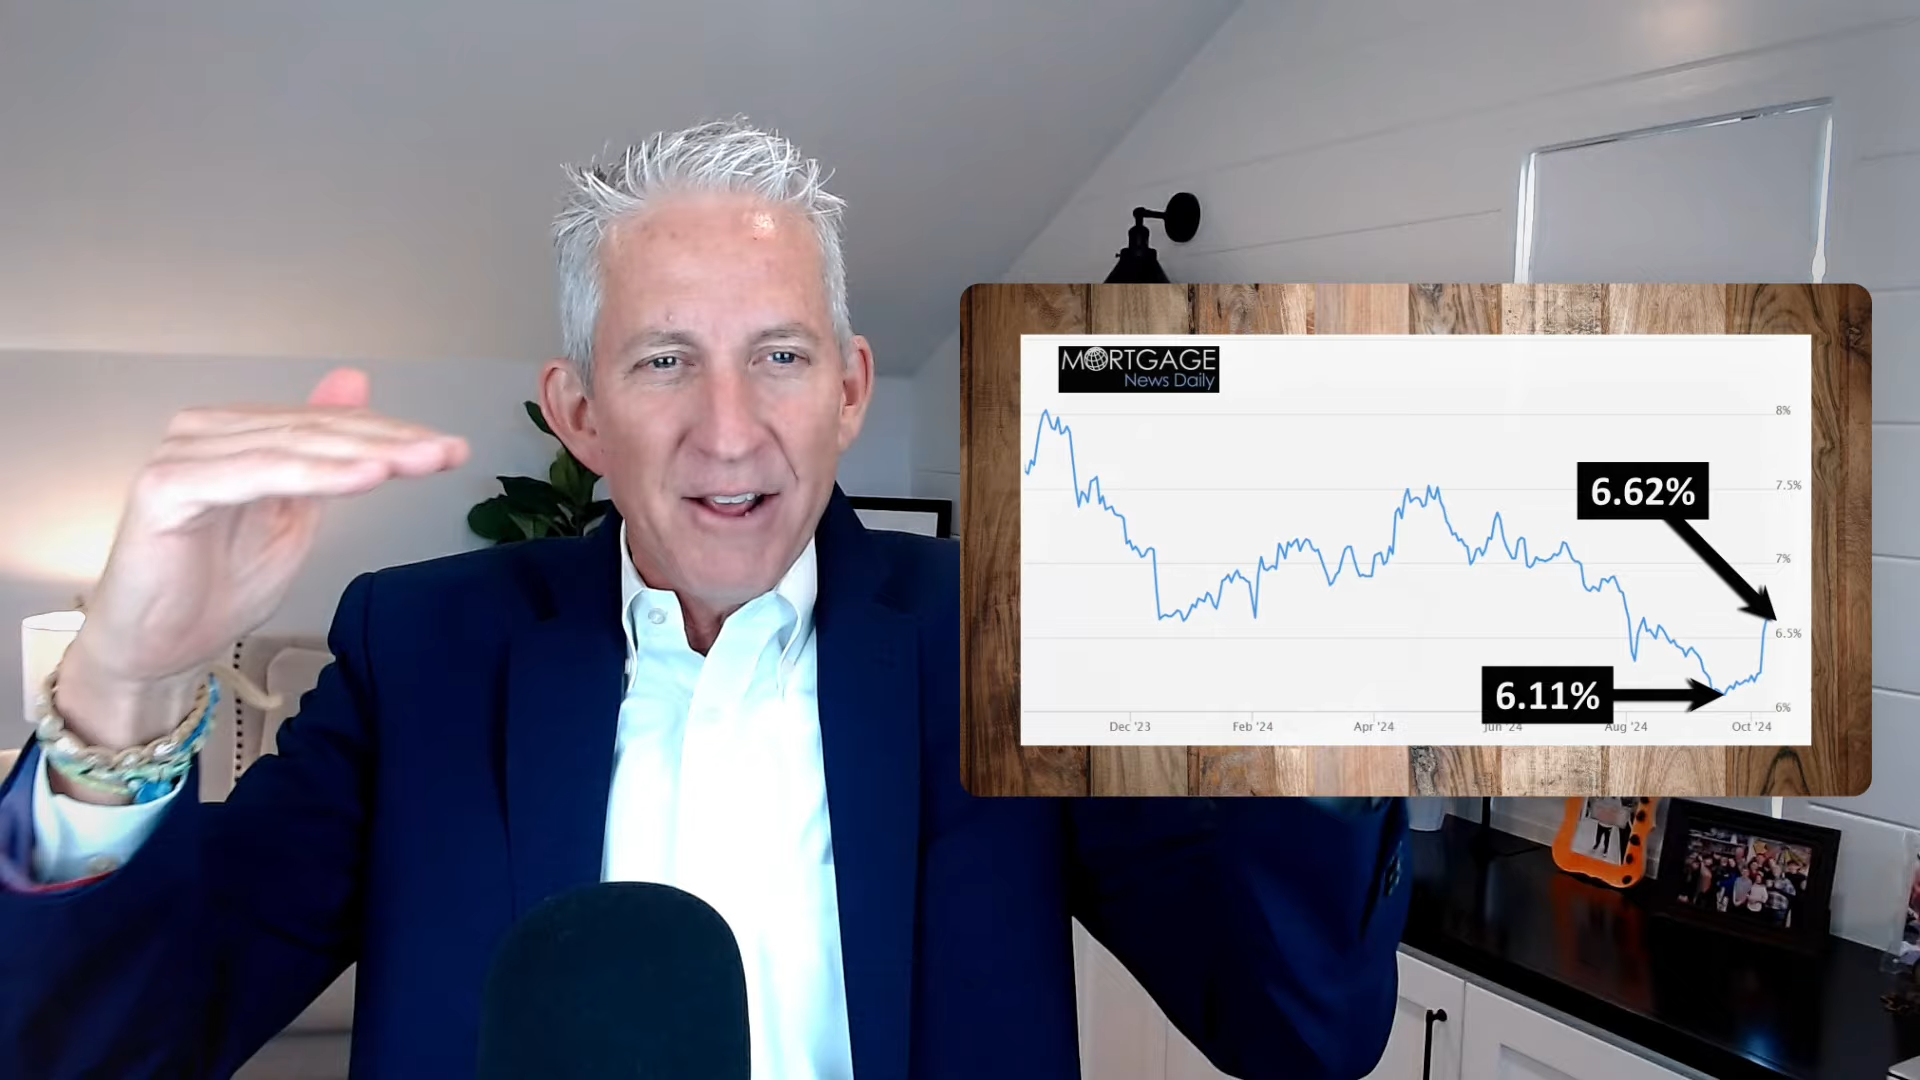 MORTGAGE
News Daily
8%
7.5%
6.62%
7%
6.5%
6.11%
6%
Dec '23
Feb '24
Apr '24
Jun '24
Aug '24
Oct '24